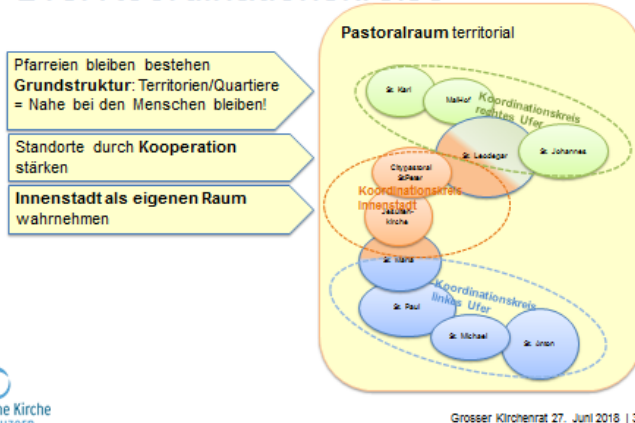 Pfarreien bleiben bestehen
Grundstruktur: Territorien/Quartiere
= Nahe bei den Menschen bleiben!
Standorte durch Kooperation
stärken
Innenstadt als eigenen Raum
wahrnehmen
Pastoralraum territorial
St. Karl
MaiHof
Koordinationskreis
rechtes Ufer
St. Leodegar
St. Johannes
Citypastoral
St.Peter
Koordinationskreis
Innenstadt
Jesuiten-
kirche
St. Maria
Koordinationskreis
linkes Ufer
St. Paul
St. Michael
St. Anton
Kirche
Grosser Kirchenrat 27. Juni 2018 | 3